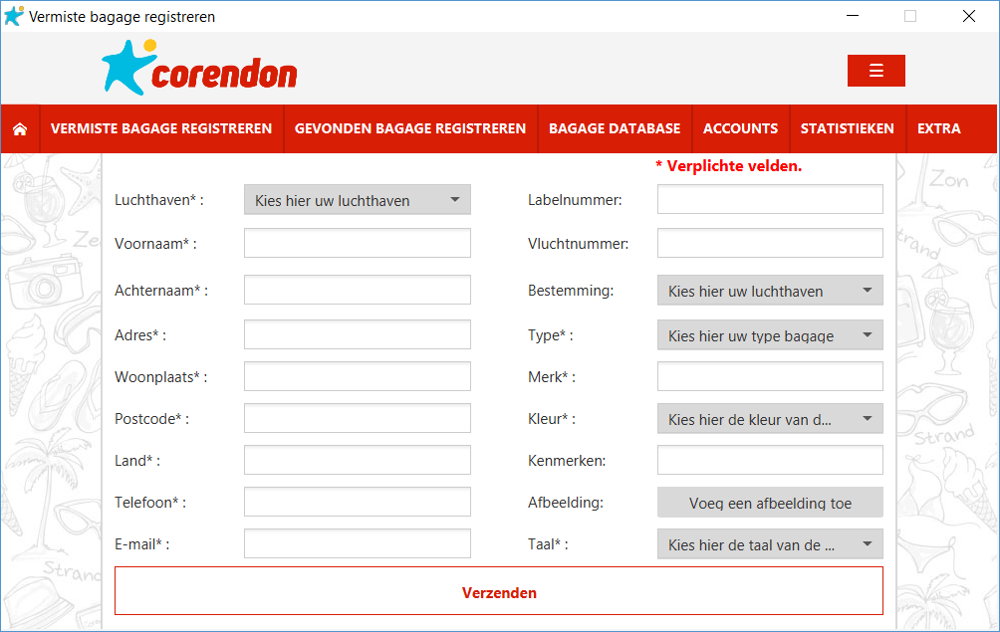 Vermiste bagage registreren
corendon
VERMISTE BAGAGE REGISTREREN GEVONDEN BAGAGE REGISTREREN BAGAGE DATABASE ACCOUNTS STATISTIEKEN EXTRA
* Verplichte velden.
Luchthaven* : Kies hier uw luchthaven Labelnummer:
Voornaam* : Vluchtnummer:
Achternaam* : Bestemming: Kies hier uw luchthaven
Adres* : Type* : Kies hier uw type bagage
Woonplaats* : Merk* :
Postcode* : Kleur* : Kies hier de kleur van d...
Land* : Kenmerken:
Telefoon* : Afbeelding: Voeg een afbeelding toe
E-mail* : Taal* : Kies hier de taal van de ...
Verzenden
Zon
Strand
Strand